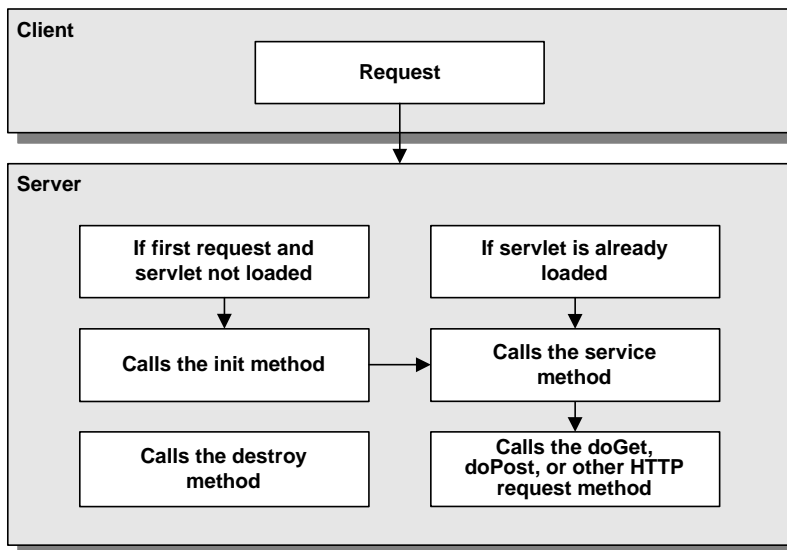 Client
Request
Server
If first request and
servlet not loaded
If servlet is already
loaded
Calls the init method
Calls the service
method
Calls the destroy
method
Calls the doGet,
doPost, or other HTTP
request method